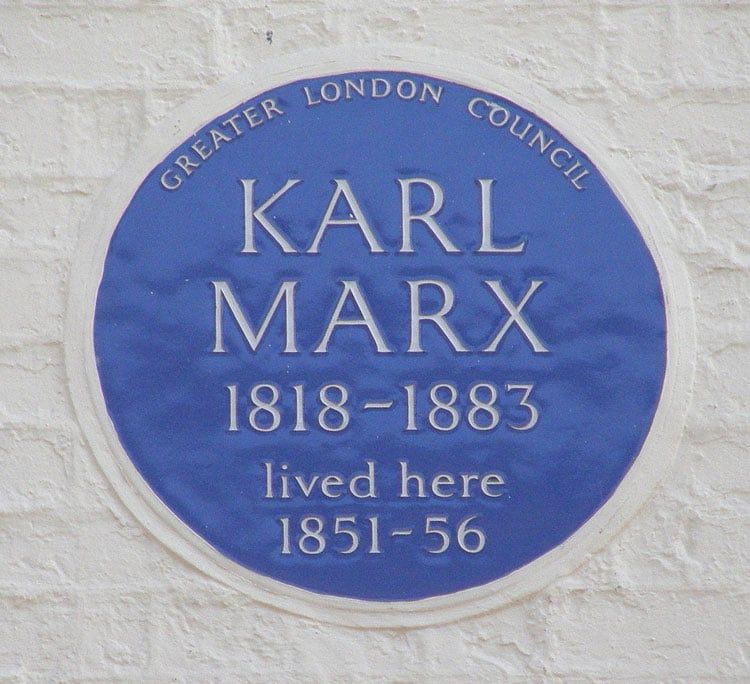 GREATER LONDON COUNCIL
KARL
MARX
1818-1883
lived here
1851-56